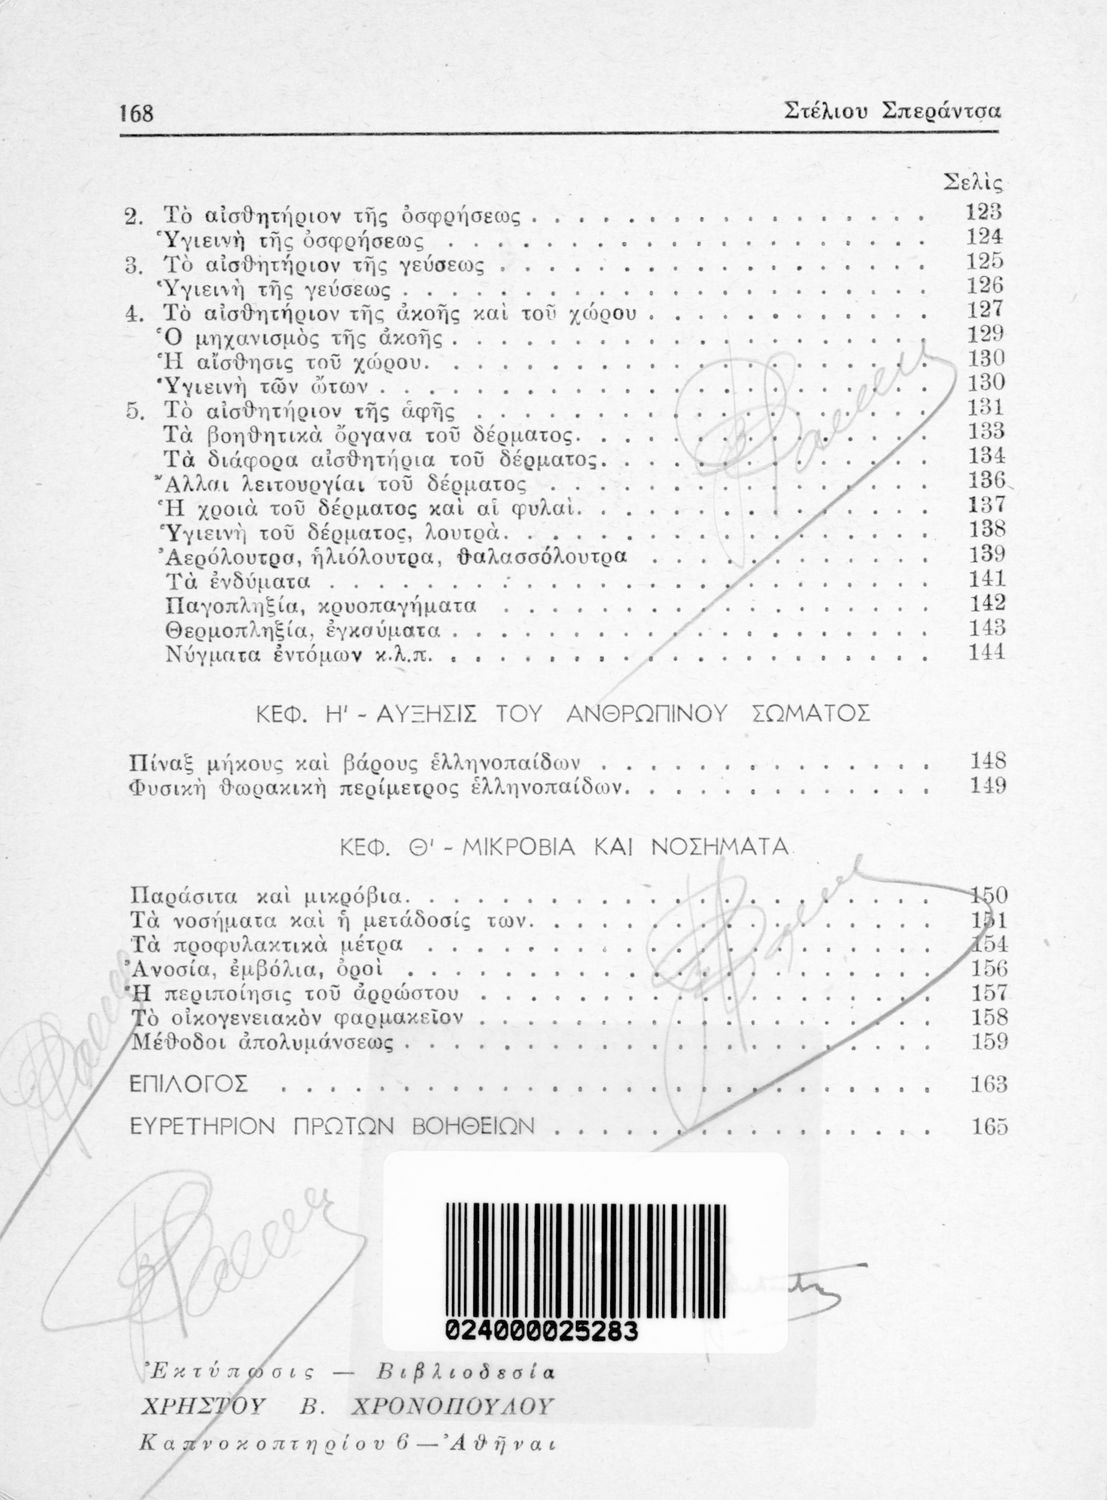 168 Στέλιου Σπεράντσα
Σελὶς
2. Τὸ αἰσθητήριον τῆς ὀσφρήσεως . . . . . . . . . . . . . . . . . 123
Ὑγιεινὴ τῆς ὀσφρήσεως . . . . . . . . . . . . . . . . . . . . 124
3. Τὸ αἰσθητήριον τῆς γεύσεως . . . . . . . . . . . . . . . . . . 125
Ὑγιεινὴ τῆς γεύσεως . . . . . . . . . . . . . . . . . . . . . . 126
4. Τὸ αἰσθητήριον τῆς ἀκοῆς καὶ τοῦ χώρου . . . . . . . . . . . . 127
Ὁ μηχανισμὸς τῆς ἀκοῆς . . . . . . . . . . . . . . . . . . . . 129
Ἡ αἴσθησις τοῦ χώρου. . . . . . . . . . . . . . . . . . . . . 130
Ὑγιεινὴ τῶν ὤτων . . . . . . . . . . . . . . . . . . . . . . . 130
5. Τὸ αἰσθητήριον τῆς ἁφῆς . . . . . . . . . . . . . . . . . . . 131
Τὰ βοηθητικὰ ὄργανα τοῦ δέρματος. . . . . . . . . . . . . . . 133
Τὰ διάφορα αἰσθητήρια τοῦ δέρματος. . . . . . . . . . . . . . 134
Ἄλλαι λειτουργίαι τοῦ δέρματος . . . . . . . . . . . . . . . . 136
Ἡ χροιὰ τοῦ δέρματος καὶ αἱ φυλαί. . . . . . . . . . . . . . . 137
Ὑγιεινὴ τοῦ δέρματος, λουτρὰ. . . . . . . . . . . . . . . . . . 138
Ἀερόλουτρα, ἡλιόλουτρα, θαλασσόλουτρα . . . . . . . . . . . . 139
Τὰ ἐνδύματα . . . . . . . . . . . . . . . . . . . . . . . . . 141
Παγοπληξία, κρυοπαγήματα . . . . . . . . . . . . . . . . . . 142
Θερμοπληξία, ἐγκαύματα . . . . . . . . . . . . . . . . . . . . 143
Νύγματα ἐντόμων κ.λ.π. . . . . . . . . . . . . . . . . . . . . 144
ΚΕΦ. Η' - ΑΥΞΗΣΙΣ ΤΟΥ ΑΝΘΡΩΠΙΝΟΥ ΣΩΜΑΤΟΣ
Πίναξ μήκους καὶ βάρους ἑλληνοπαίδων . . . . . . . . . . . . . . 148
Φυσικὴ θωρακικὴ περίμετρος ἑλληνοπαίδων. . . . . . . . . . . . . 149
ΚΕΦ. Θ' - ΜΙΚΡΟΒΙΑ ΚΑΙ ΝΟΣΗΜΑΤΑ
Παράσιτα καὶ μικρόβια. . . . . . . . . . . . . . . . . . . . . . 150
Τὰ νοσήματα καὶ ἡ μετάδοσίς των. . . . . . . . . . . . . . . . . 151
Τὰ προφυλακτικὰ μέτρα . . . . . . . . . . . . . . . . . . . . . 154
Ἀνοσία, ἐμβόλια, ὀροὶ . . . . . . . . . . . . . . . . . . . . . . 156
Ἡ περιποίησις τοῦ ἀρρώστου . . . . . . . . . . . . . . . . . . . 157
Τὸ οἰκογενειακὸν φαρμακεῖον . . . . . . . . . . . . . . . . . . . 158
Μέθοδοι ἀπολυμάνσεως . . . . . . . . . . . . . . . . . . . . . . 159
ΕΠΙΛΟΓΟΣ . . . . . . . . . . . . . . . . . . . . . . . . . . . 163
ΕΥΡΕΤΗΡΙΟΝ ΠΡΩΤΩΝ ΒΟΗΘΕΙΩΝ . . . . . . . . . . . . . . . . 165
024000025283
Ἐκτύπωσις — Βιβλιοδεσία
ΧΡΗΣΤΟΥ Β. ΧΡΟΝΟΠΟΥΛΟΥ
Καπνοκοπτηρίου 6 — Ἀθῆναι